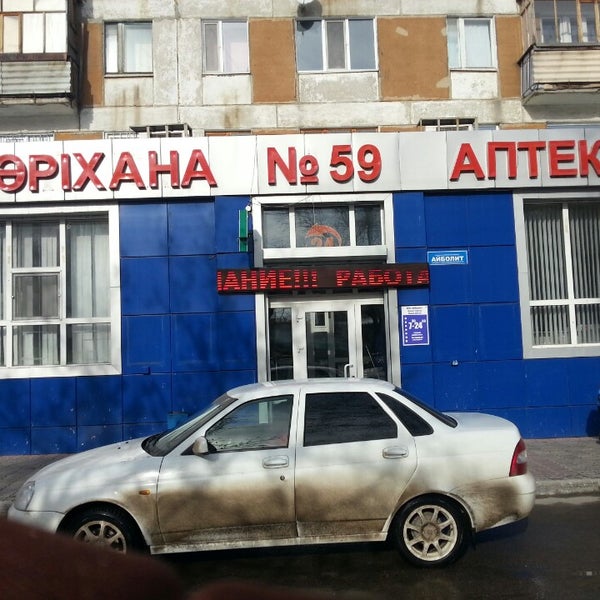 ӘРІХАНА № 59 АПТЕК
АЙБОЛИТ
АНИЕ!!! РАБОТА
7-24